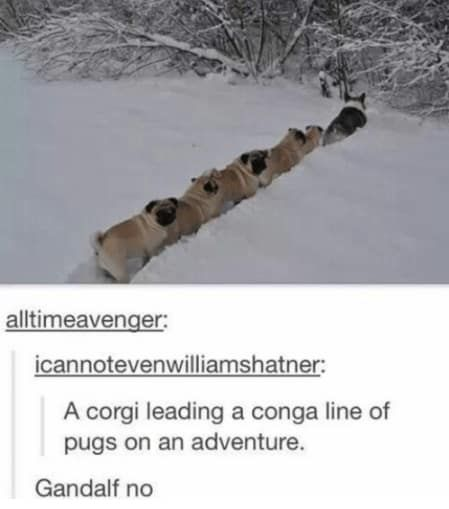 alltimeavenger:
icannotevenwilliamshatner:
A corgi leading a conga line of
pugs on an adventure.
Gandalf no